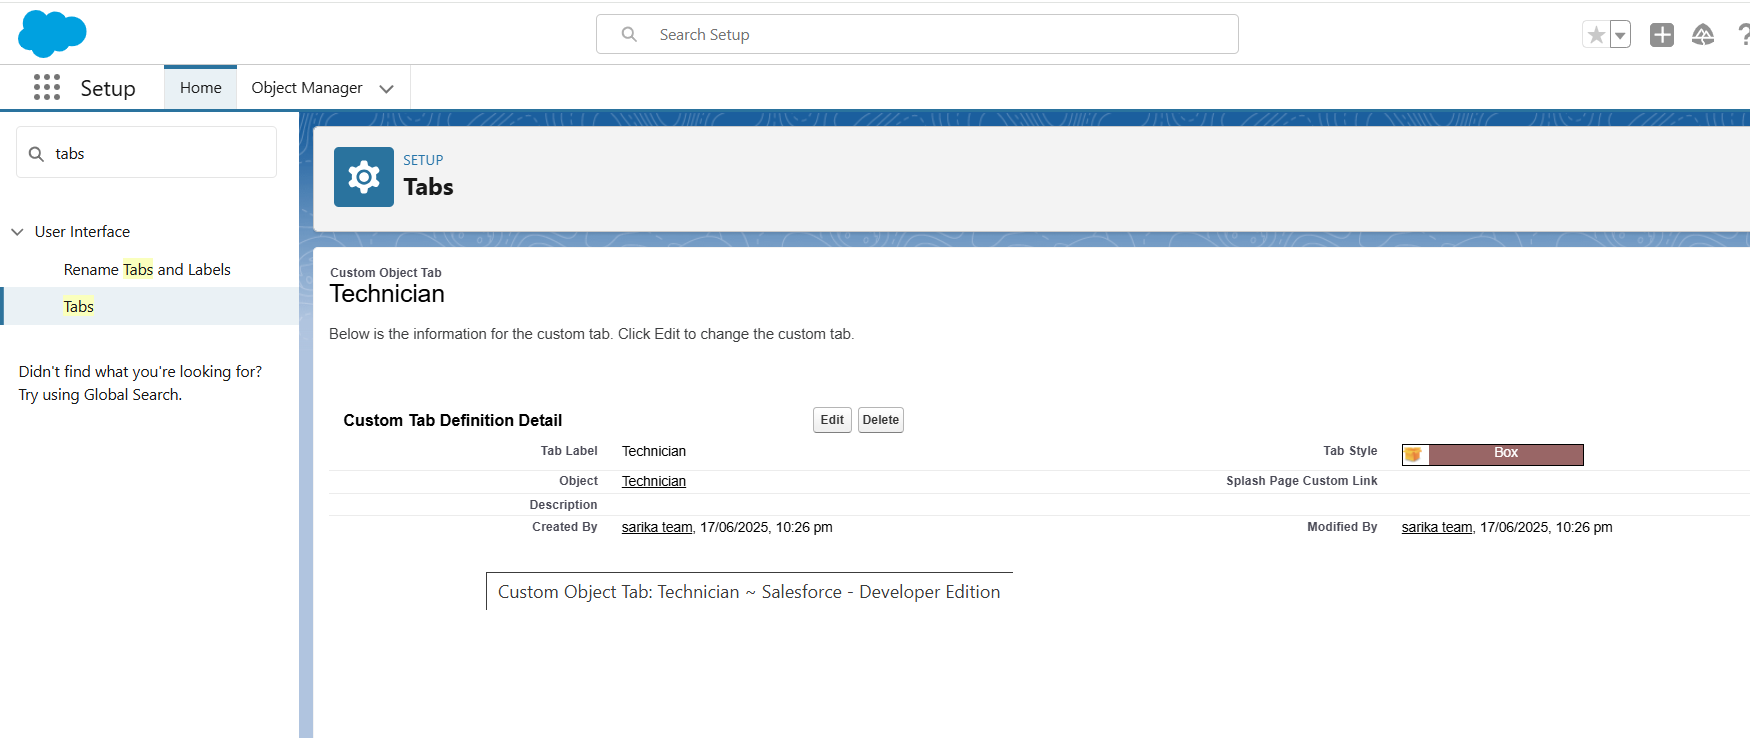 Search Setup
Setup
Home
Object Manager
tabs
User Interface
Rename Tabs and Labels
Tabs
Didn't find what you're looking for?
Try using Global Search.
SETUP
Tabs
Custom Object Tab
Technician
Below is the information for the custom tab. Click Edit to change the custom tab.
Custom Tab Definition Detail
Edit
Delete
Tab Label Technician
Tab Style Box
Object Technician
Splash Page Custom Link
Description
Created By sarika team, 17/06/2025, 10:26 pm
Modified By sarika team, 17/06/2025, 10:26 pm
Custom Object Tab: Technician ~ Salesforce - Developer Edition